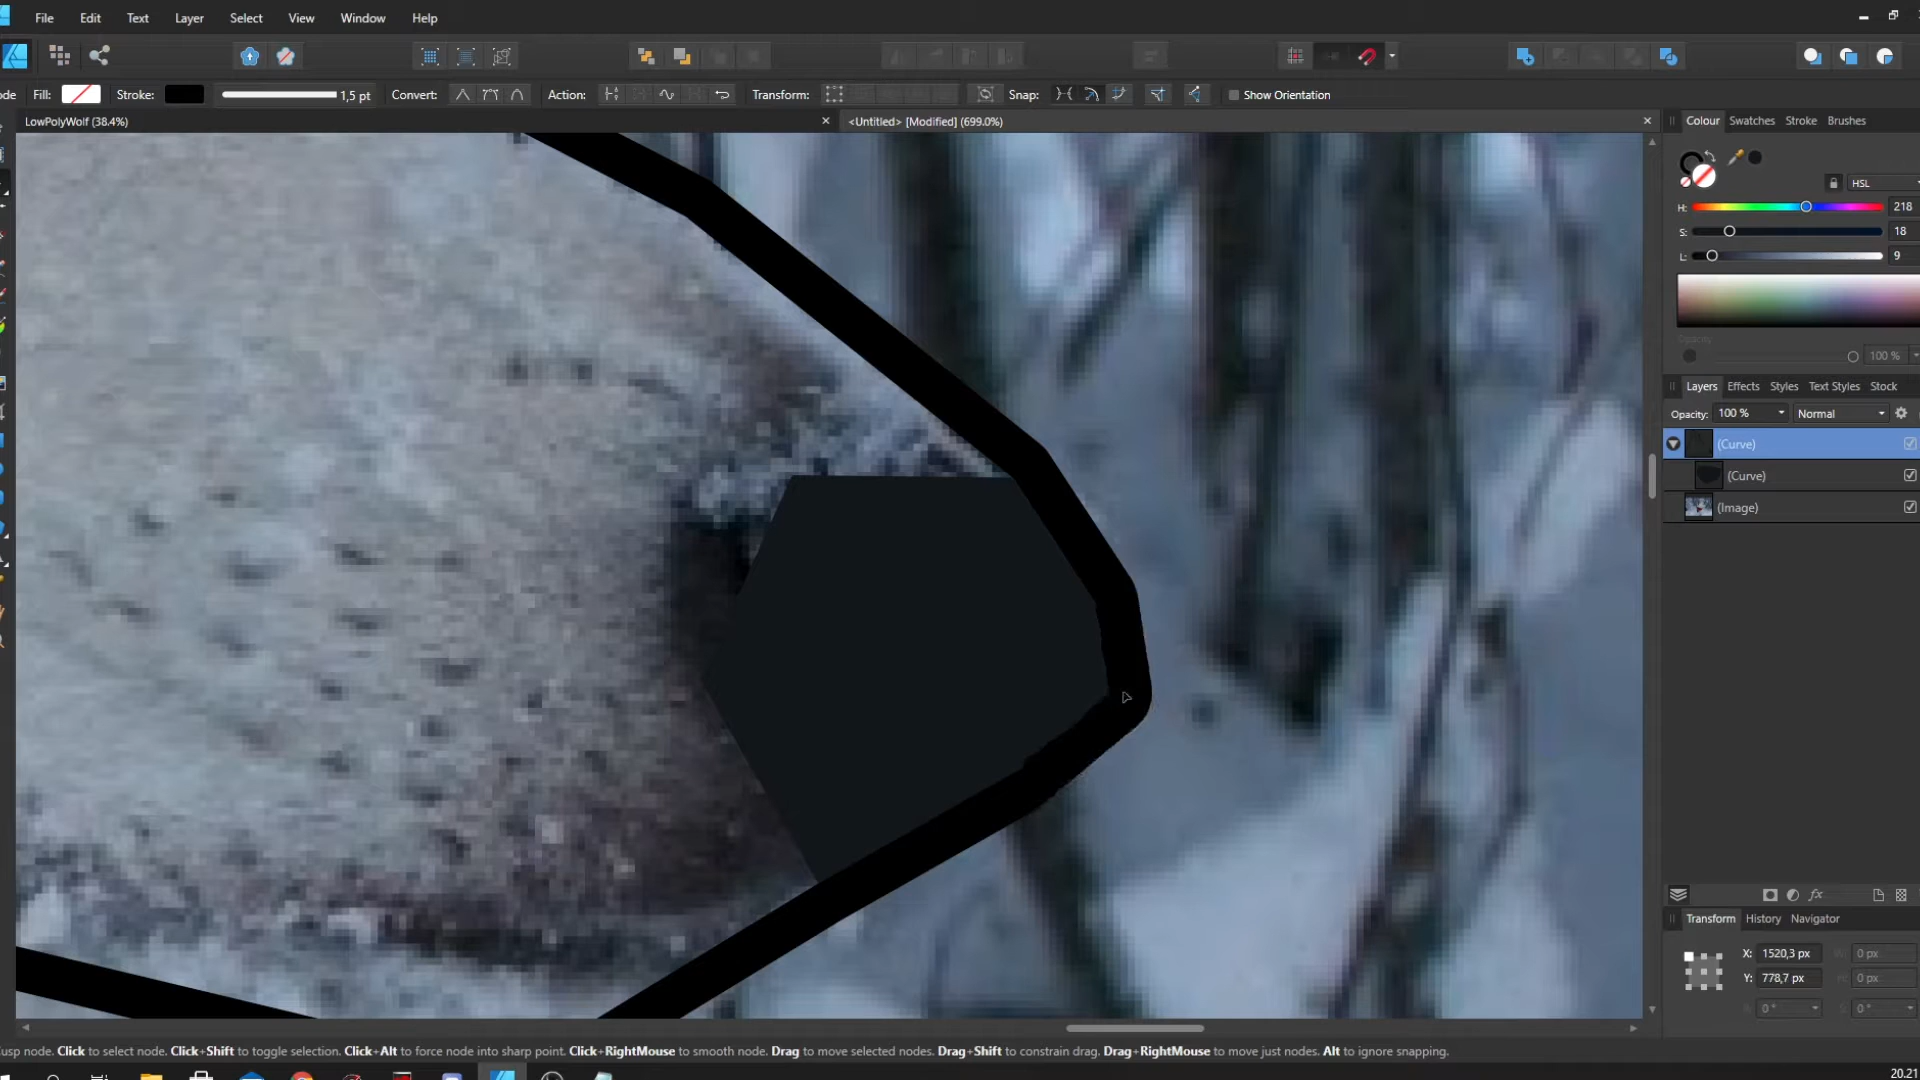 File Edit Text Layer Select View Window Help
ode Fill: Stroke: 1,5 pt Convert: Action: Transform: Snap: Show Orientation
LowPolyWolf (38.4%) <Untitled> [Modified] (699.0%)
Colour Swatches Stroke Brushes
HSL
H: 218
S: 18
L: 9
Opacity
100 %
Layers Effects Styles Text Styles Stock
Opacity: 100 % Normal
(Curve)
(Curve)
(Image)
fx
Transform History Navigator
X: 1520,3 px W: 0 px
Y: 778,7 px H: 0 px
R: 0 ° S: 0 °
usp node. Click to select node. Click+Shift to toggle selection. Click+Alt to force node into sharp point. Click+RightMouse to smooth node. Drag to move selected nodes. Drag+Shift to constrain drag. Drag+RightMouse to move just nodes. Alt to ignore snapping.
20.21